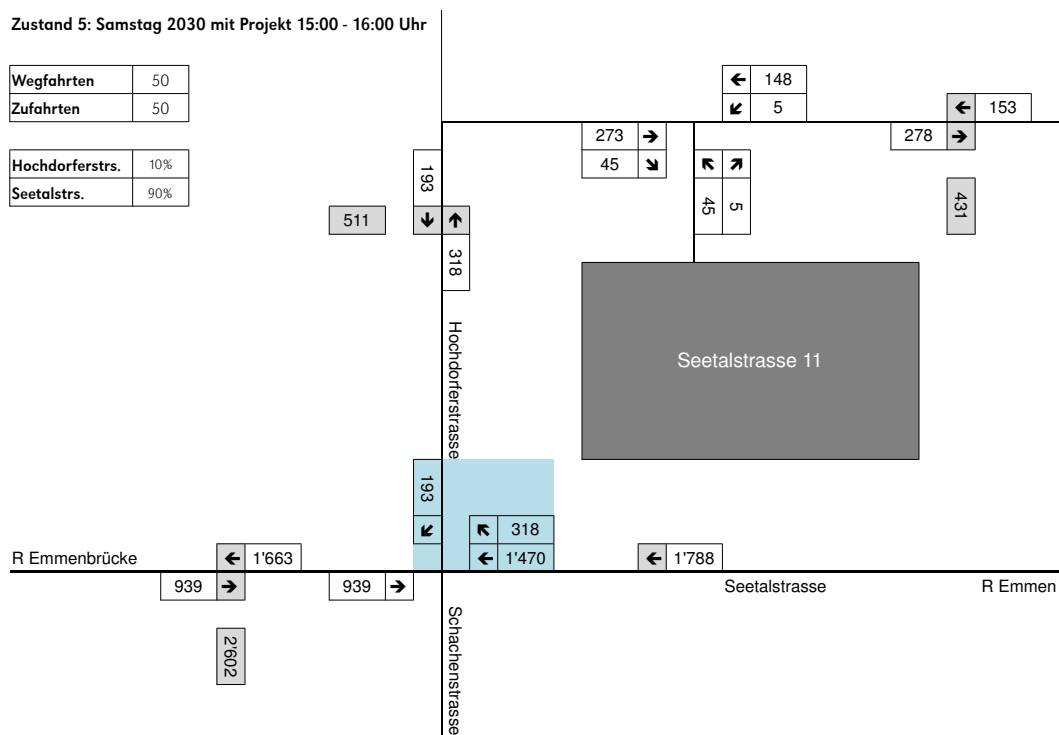 Zustand 5: Samstag 2030 mit Projekt 15:00 - 16:00 Uhr
Wegfahrten 50
Zufahrten 50
Hochdorferstrs. 10%
Seetalstrs. 90%
148
5
153
273
45
278
193
45
5
431
511
318
Hochdorferstrasse
Seetalstrasse 11
193
318
R Emmenbrücke
1'663
1'470
1'788
939
939
Seetalstrasse
R Emmen
2'602
Schachenstrasse